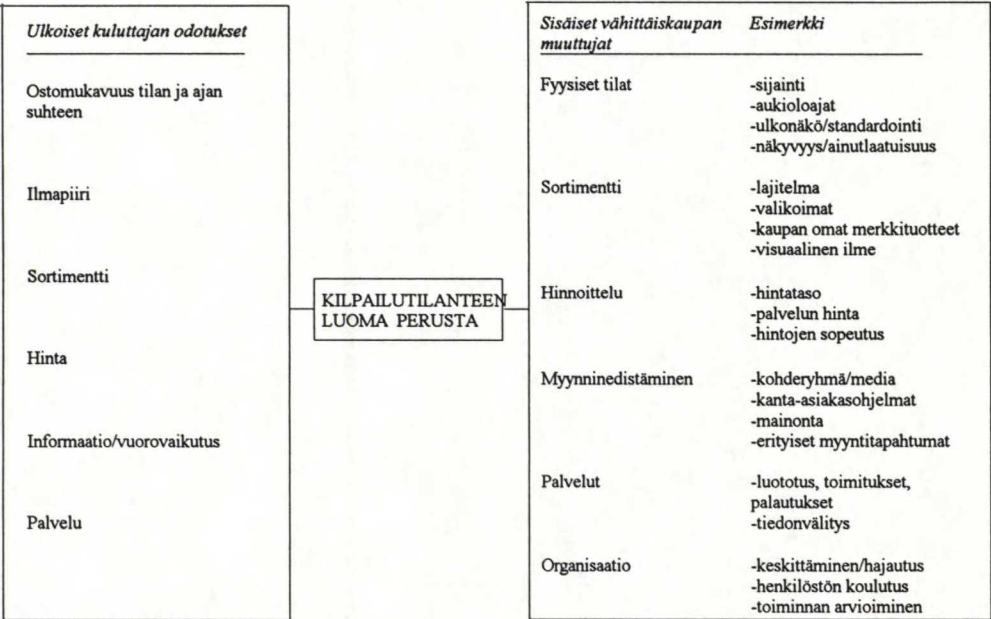 Ulkoiset kuluttajan odotukset
Ostomukavuus tilan ja ajan
suhteen
Ilmapiiri
Sortimentti
Hinta
Informaatio/vuorovaikutus
Palvelu
KILPAILUTILANTEEN
LUOMA PERUSTA
Sisäiset vähittäiskaupan Esimerkki
muuttujat
Fyysiset tilat -sijainti
-aukioloajat
-ulkonäkö/standardointi
-näkyvyys/ainutlaatuisuus
Sortimentti -lajitelma
-valikoimat
-kaupan omat merkkituotteet
-visuaalinen ilme
Hinnoittelu -hintataso
-palvelun hinta
-hintojen sopeutus
Myynninedistäminen -kohderyhmä/media
-kanta-asiakasohjelmat
-mainonta
-erityiset myyntitapahtumat
Palvelut -luototus, toimitukset,
palautukset
-tiedonvälitys
Organisaatio -keskittäminen/hajautus
-henkilöstön koulutus
-toiminnan arvioiminen